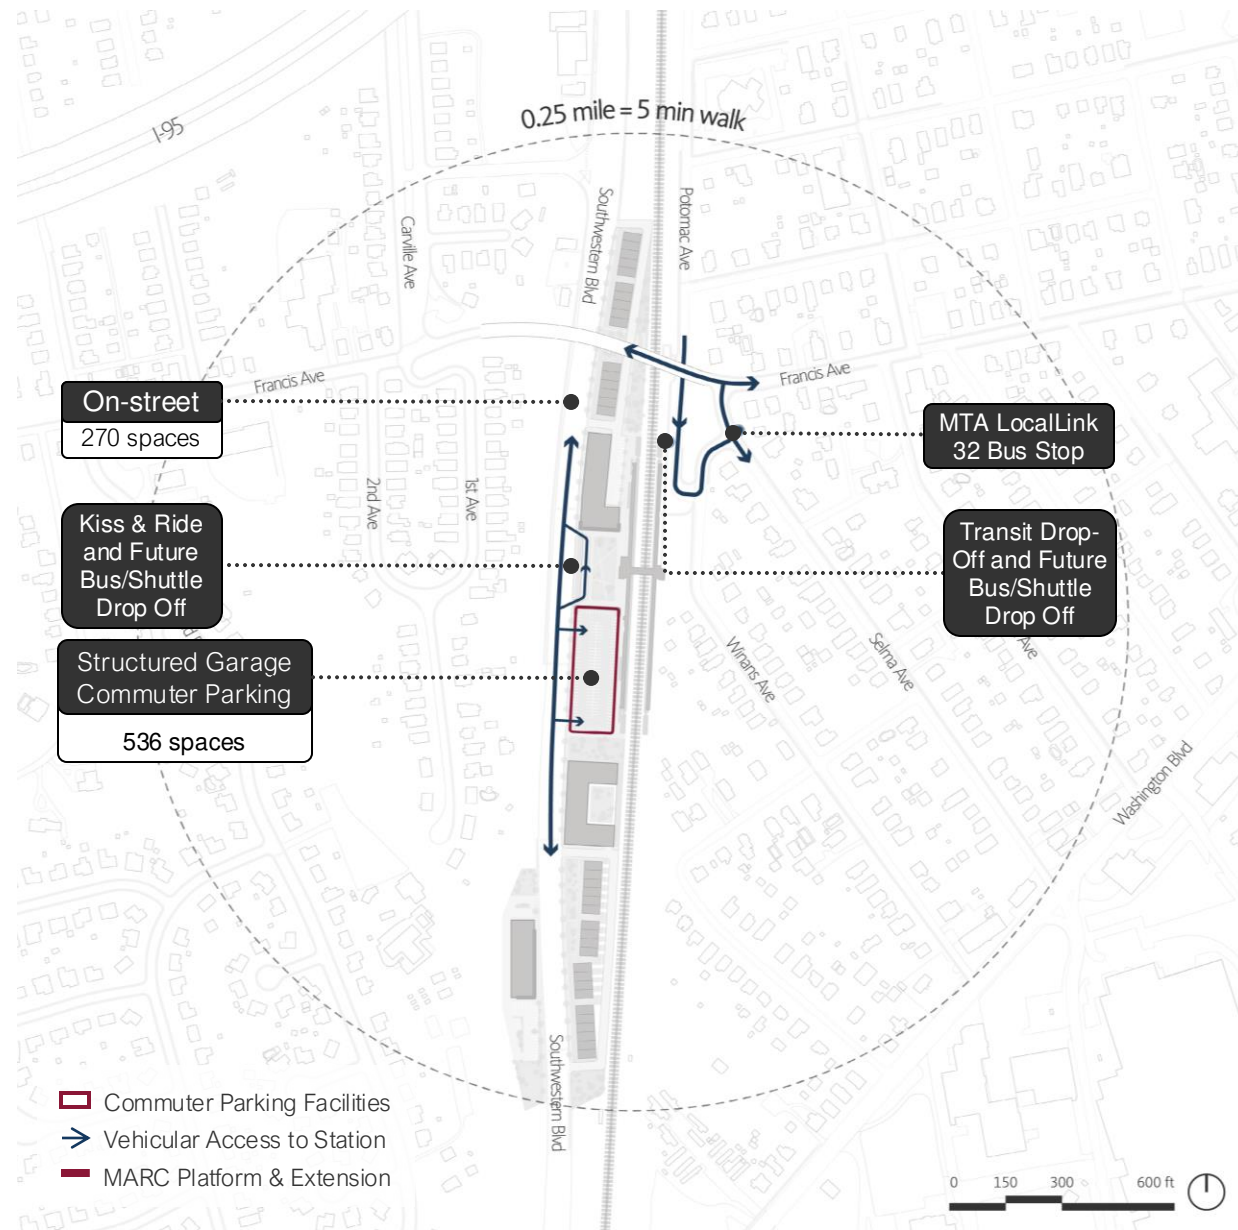 0.25 mile = 5 min walk
I-95
Southwestern Blvd
Potomac Ave
Carville Ave
Francis Ave
Francis Ave
On-street
270 spaces
MTA LocalLink
32 Bus Stop
2nd Ave
1st Ave
Kiss & Ride
and Future
Bus/Shuttle
Drop Off
Transit Drop-
Off and Future
Bus/Shuttle
Drop Off
Structured Garage
Commuter Parking
536 spaces
Winans Ave
Selma Ave
Ave
Washington Blvd
Southwestern Blvd
Commuter Parking Facilities
Vehicular Access to Station
MARC Platform & Extension
0 150 300 600 ft